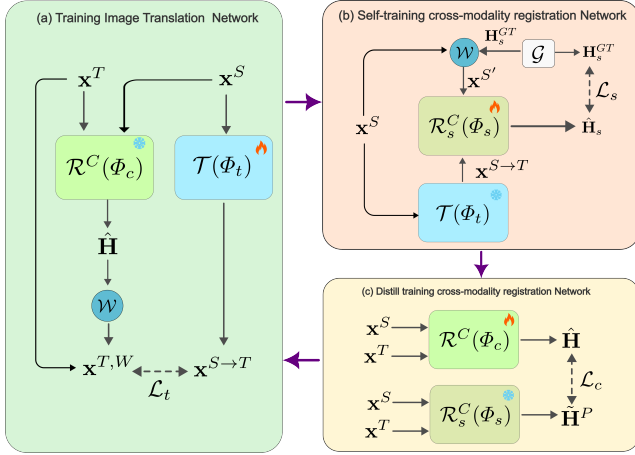 (a) Training Image Translation Network
x^T
x^S
R^C(Φ_c)
T(Φ_t)
Ĥ
W
x^{T,W}
L_t
x^{S→T}
(b) Self-training cross-modality registration Network
W
H_s^{GT}
G
H_s^{GT}
x^{S'}
L_s
x^S
R_s^C(Φ_s)
Ĥ_s
x^{S→T}
T(Φ_t)
(c) Distill training cross-modality registration Network
x^S
x^T
R^C(Φ_c)
Ĥ
L_c
x^S
x^T
R_s^C(Φ_s)
H̃^P